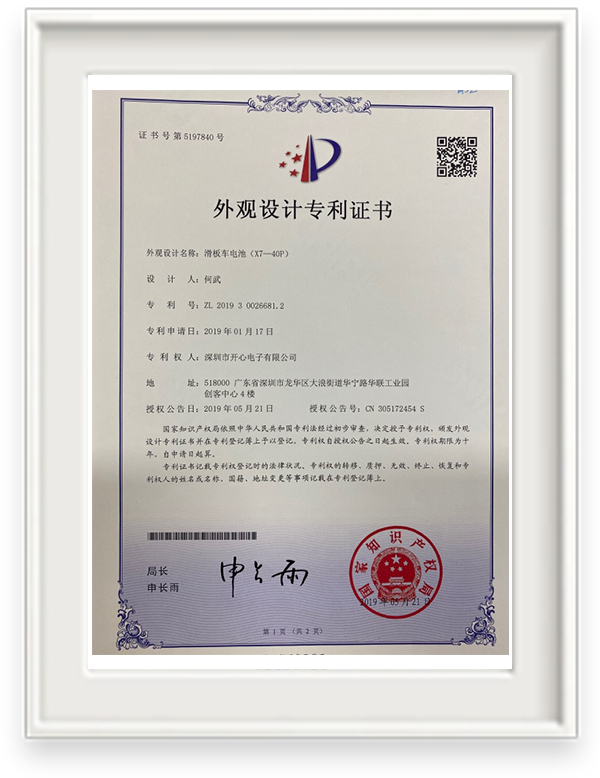 证书号第5197840号
外观设计专利证书
外观设计名称：滑板车电池（X7—40P）
设计人：何武
专利号：ZL 2019 3 0026681.2
专利申请日：2019年01月17日
专利权人：深圳市开心电子有限公司
地址：518000 广东省深圳市龙华区大浪街道华宁路华联工业园
创客中心4楼
授权公告日：2019年05月21日 授权公告号：CN 305172454 S
国家知识产权局依照中华人民共和国专利法经过初步审查，决定授予专利权，颁发外观
设计专利证书并在专利登记簿上予以登记。专利权自授权公告之日起生效。专利权期限为十
年，自申请日起算。
专利证书记载专利权登记时的法律状况。专利权的转移、质押、无效、终止、恢复和专
利权人的姓名或名称、国籍、地址变更等事项记载在专利登记簿上。
局长
申长雨
申长雨
国家知识产权局
2019年05月21日
第1页（共2页）